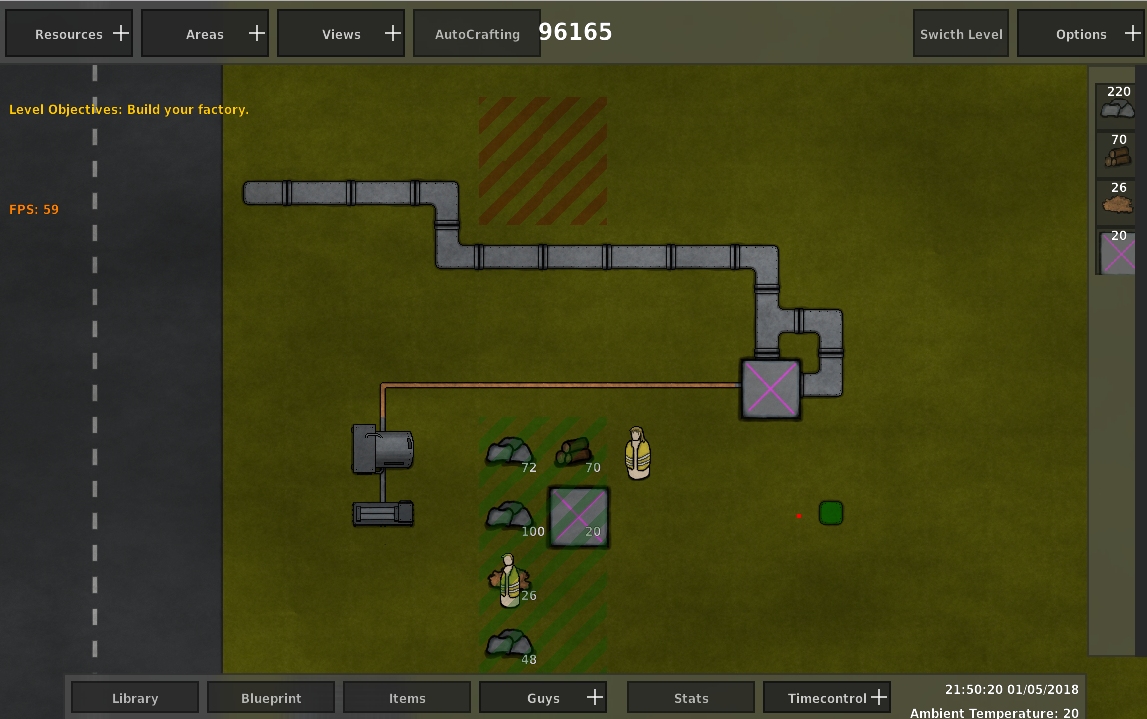 Resources + Areas + Views + AutoCrafting 96165 Swicth Level Options +
220
Level Objectives: Build your factory.
70
26
FPS: 59
20
72 70
100 20
26
48
Library Blueprint Items Guys + Stats Timecontrol + 21:50:20 01/05/2018
Ambient Temperature: 20